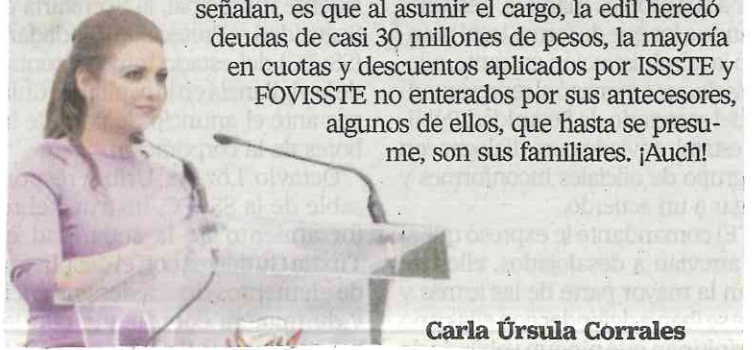 señalan, es que al asumir el cargo, la edil heredó
deudas de casi 30 millones de pesos, la mayoría
en cuotas y descuentos aplicados por ISSSTE y
FOVISSTE no enterados por sus antecesores,
algunos de ellos, que hasta se presu-
me, son sus familiares. ¡Auch!
Carla Úrsula Corrales